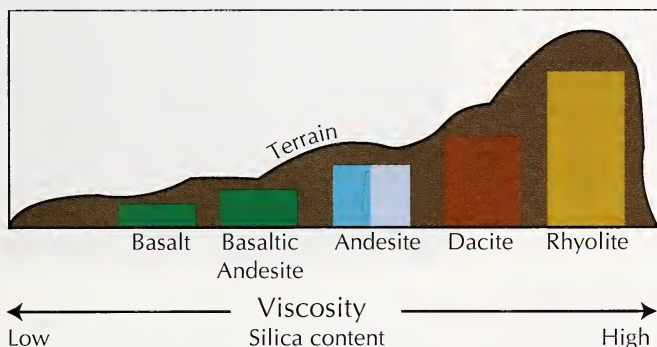 Terrain
Basalt Basaltic Andesite Dacite Rhyolite
Andesite
Viscosity
Low Silica content High